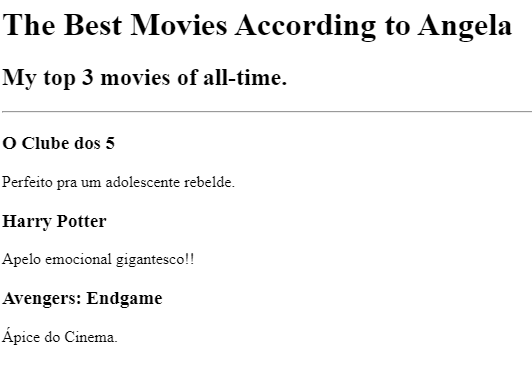 The Best Movies According to Angela
My top 3 movies of all-time.
O Clube dos 5
Perfeito pra um adolescente rebelde.
Harry Potter
Apelo emocional gigantesco!!
Avengers: Endgame
Ápice do Cinema.